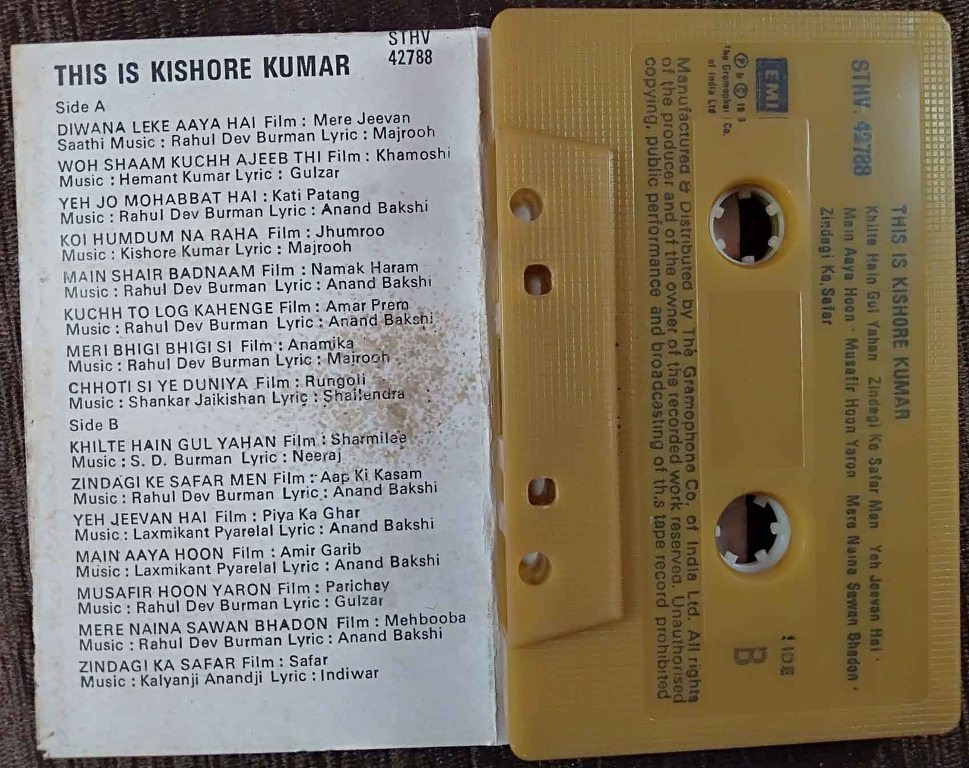 STHV
42788
THIS IS KISHORE KUMAR
Side A
DIWANA LEKE AAYA HAI Film : Mere Jeevan
Saathi Music : Rahul Dev Burman Lyric : Majrooh
WOH SHAAM KUCHH AJEEB THI Film : Khamoshi
Music : Hemant Kumar Lyric : Gulzar
YEH JO MOHABBAT HAI : Kati Patang
Music : Rahul Dev Burman Lyric : Anand Bakshi
KOI HUMDUM NA RAHA Film : Jhumroo
Music : Kishore Kumar Lyric : Majrooh
MAIN SHAIR BADNAAM Film : Namak Haram
Music : Rahul Dev Burman Lyric : Anand Bakshi
KUCHH TO LOG KAHENGE Film : Amar Prem
Music : Rahul Dev Burman Lyric : Anand Bakshi
MERI BHIGI BHIGI SI Film : Anamika
Music : Rahul Dev Burman Lyric : Majrooh
CHHOTI SI YE DUNIYA Film : Rungoli
Music : Shankar Jaikishan Lyric : Shailendra
Side B
KHILTE HAIN GUL YAHAN Film : Sharmilee
Music : S. D. Burman Lyric : Neeraj
ZINDAGI KE SAFAR MEN Film : Aap Ki Kasam
Music : Rahul Dev Burman Lyric : Anand Bakshi
YEH JEEVAN HAI Film : Piya Ka Ghar
Music : Laxmikant Pyarelal Lyric : Anand Bakshi
MAIN AAYA HOON Film : Amir Garib
Music : Laxmikant Pyarelal Lyric : Anand Bakshi
MUSAFIR HOON YARON Film : Parichay
Music : Rahul Dev Burman Lyric : Gulzar
MERE NAINA SAWAN BHADON Film : Mehbooba
Music : Rahul Dev Burman Lyric : Anand Bakshi
ZINDAGI KA SAFAR Film : Safar
Music : Kalyanji Anandji Lyric : Indiwar
STHV 42788
EMI
The Gramophone Co.
of India Ltd
THIS IS KISHORE KUMAR
Khilte Hain Gul Yahan Zindagi Ke Safar Men Yeh Jeevan Hai ·
Main Aaya Hoon · Musafir Hoon Yaron Mere Naina Sawan Bhadon ·
Zindagi Ka Safar
SIDE
B
Manufactured & Distributed by The Gramophone Co. of India Ltd. All rights
of the producer and of the owner of the recorded work reserved. Unauthorised
copying, public performance and broadcasting of this tape record prohibited